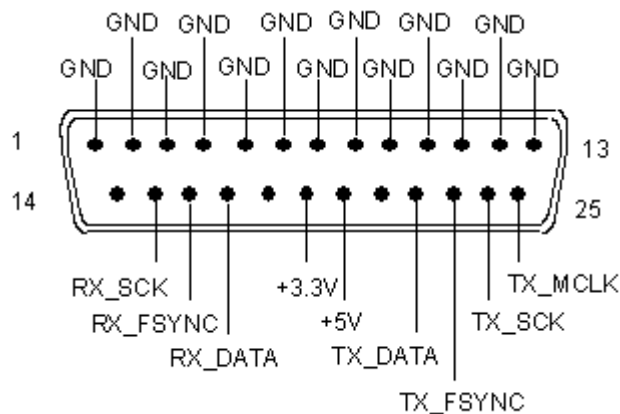 GND GND GND GND GND GND
GND GND GND GND GND GND GND
1 13
14 25
RX_SCK +3.3V TX_MCLK
RX_FSYNC +5V TX_SCK
RX_DATA TX_DATA
TX_FSYNC